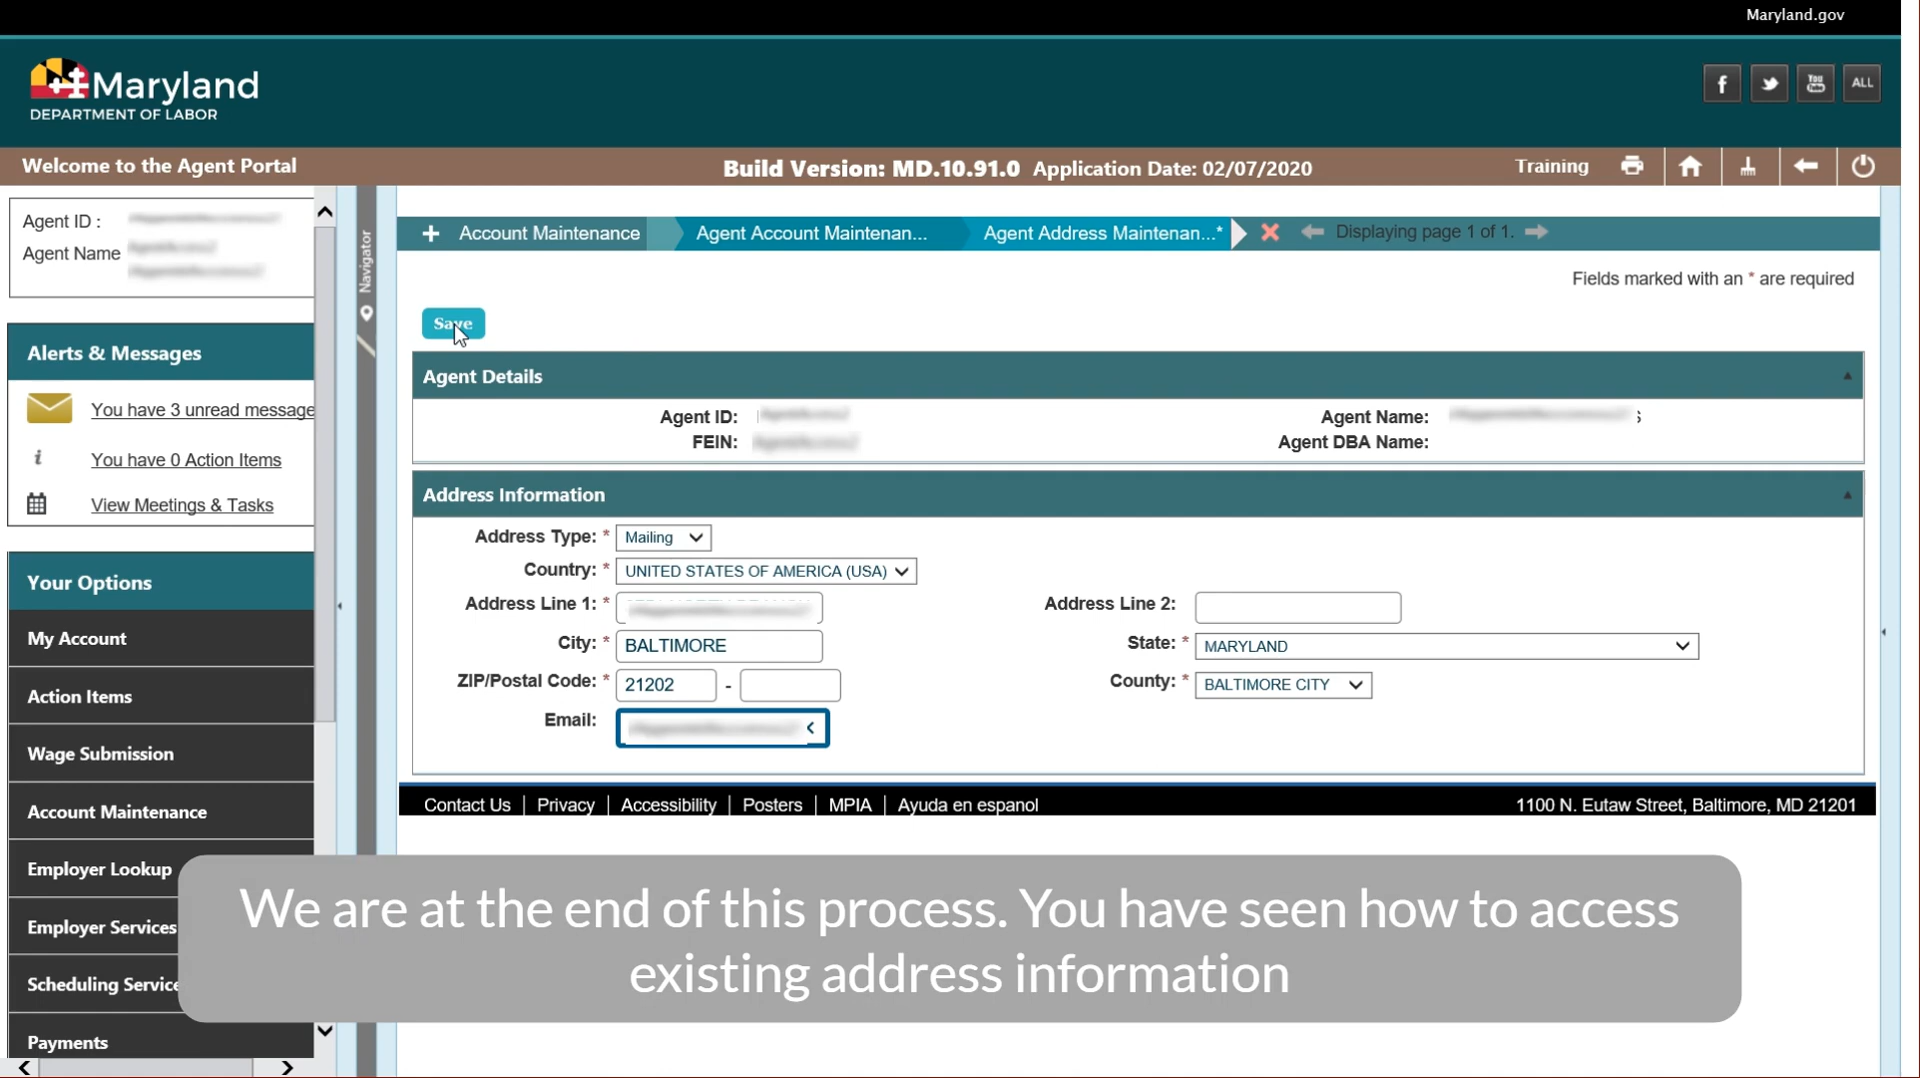 Maryland.gov
Maryland
DEPARTMENT OF LABOR
f You ALL
Welcome to the Agent Portal
Build Version: MD.10.91.0 Application Date: 02/07/2020
Training
Agent ID :
Agent Name
Navigator
+ Account Maintenance
Agent Account Maintenan...
Agent Address Maintenan...*
Displaying page 1 of 1.
Fields marked with an * are required
Save
Alerts & Messages
You have 3 unread message
You have 0 Action Items
View Meetings & Tasks
Agent Details
Agent ID:
Agent Name:
FEIN:
Agent DBA Name:
Address Information
Address Type: * Mailing
Country: * UNITED STATES OF AMERICA (USA)
Address Line 1: *
Address Line 2:
City: * BALTIMORE
State: * MARYLAND
ZIP/Postal Code: * 21202 -
County: * BALTIMORE CITY
Email:
Your Options
My Account
Action Items
Wage Submission
Account Maintenance
Employer Lookup
Employer Services
Scheduling Service
Payments
Contact Us | Privacy | Accessibility | Posters | MPIA | Ayuda en espanol
1100 N. Eutaw Street, Baltimore, MD 21201
We are at the end of this process. You have seen how to access
existing address information